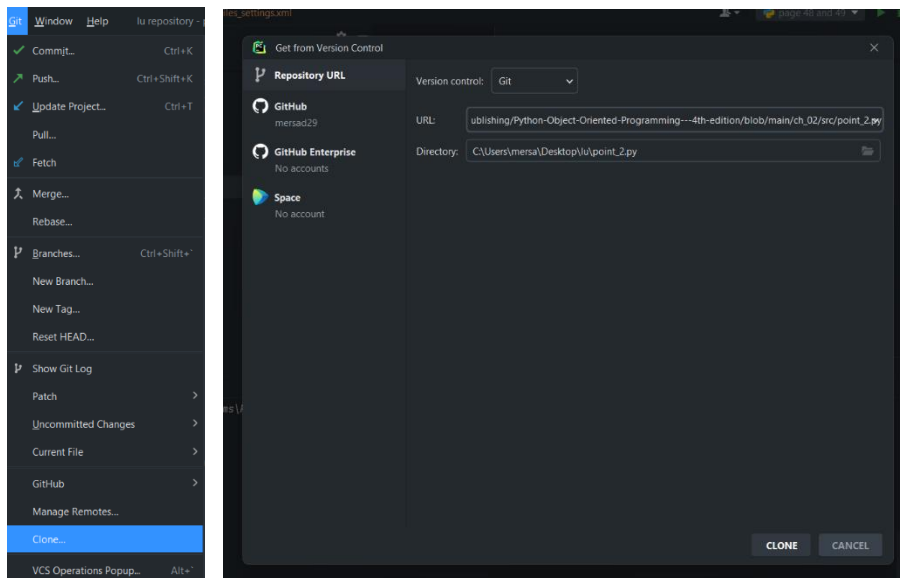 Git Window Help lu repository -
Commit... Ctrl+K
Push... Ctrl+Shift+K
Update Project... Ctrl+T
Pull...
Fetch
Merge...
Rebase...
Branches... Ctrl+Shift+`
New Branch...
New Tag...
Reset HEAD...
Show Git Log
Patch
Uncommitted Changes
Current File
GitHub
Manage Remotes...
Clone...
VCS Operations Popup... Alt+`
iles_settings.xml
page 48 and 49
Get from Version Control
Repository URL
GitHub
mersad29
GitHub Enterprise
No accounts
Space
No account
Version control: Git
URL: ublishing/Python-Object-Oriented-Programming---4th-edition/blob/main/ch_02/src/point_2.py
Directory: C:\Users\mersa\Desktop\lu\point_2.py
ms\
CLONE CANCEL